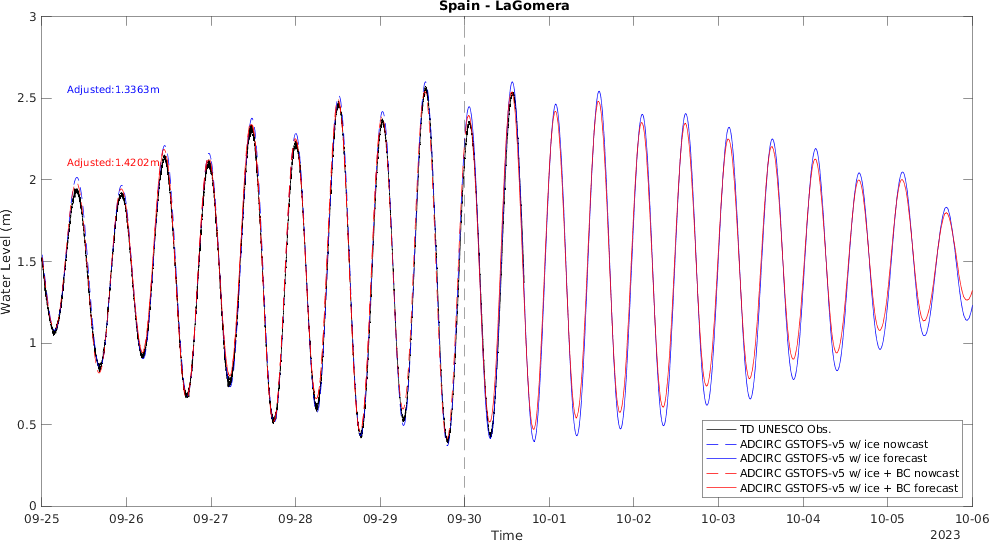 Spain - LaGomera
3
2.5
2
1.5
1
0.5
0
Water Level (m)
Adjusted:1.3363m
Adjusted:1.4202m
TD UNESCO Obs.
ADCIRC GSTOFS-v5 w/ ice nowcast
ADCIRC GSTOFS-v5 w/ ice forecast
ADCIRC GSTOFS-v5 w/ ice + BC nowcast
ADCIRC GSTOFS-v5 w/ ice + BC forecast
09-25 09-26 09-27 09-28 09-29 09-30 10-01 10-02 10-03 10-04 10-05 10-06
Time
2023